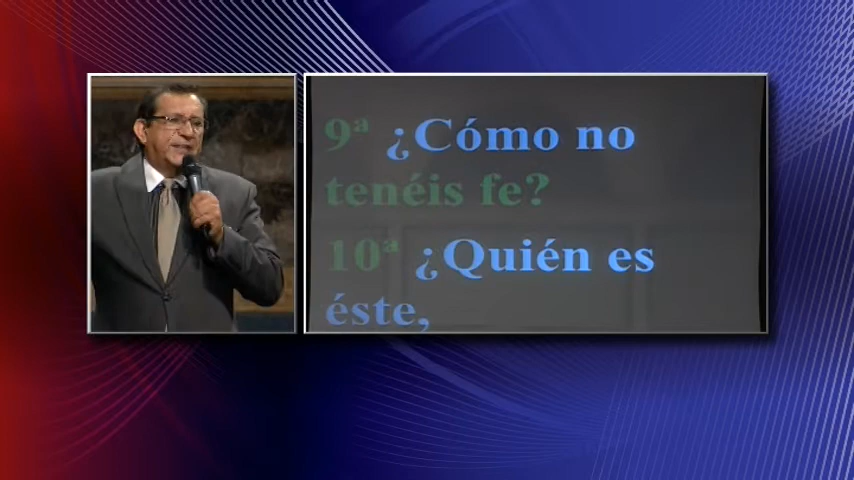 9ª ¿Cómo no
tenéis fe?
10ª ¿Quién es
éste,